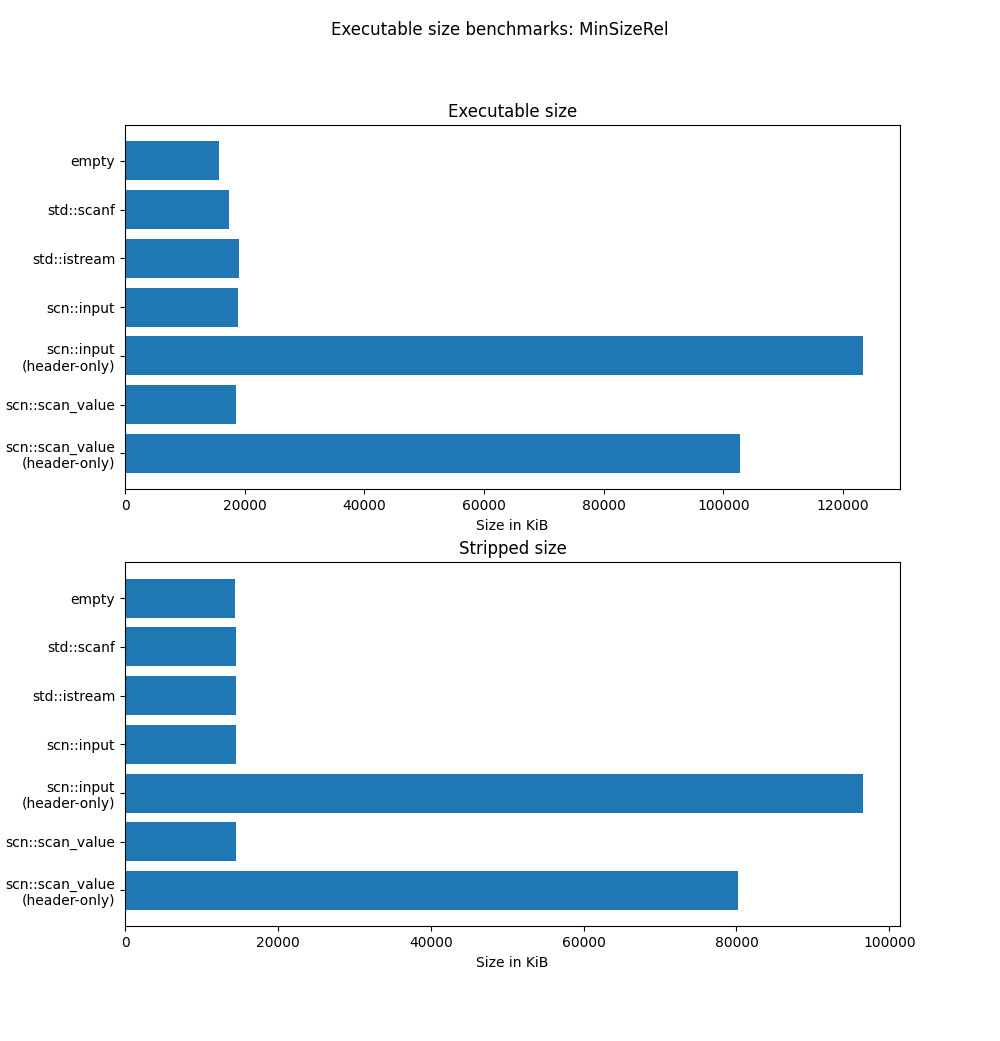 Executable size benchmarks: MinSizeRel
Executable size
empty
std::scanf
std::istream
scn::input
scn::input
(header-only)
scn::scan_value
scn::scan_value
(header-only)
0 20000 40000 60000 80000 100000 120000
Size in KiB
Stripped size
empty
std::scanf
std::istream
scn::input
scn::input
(header-only)
scn::scan_value
scn::scan_value
(header-only)
0 20000 40000 60000 80000 100000
Size in KiB